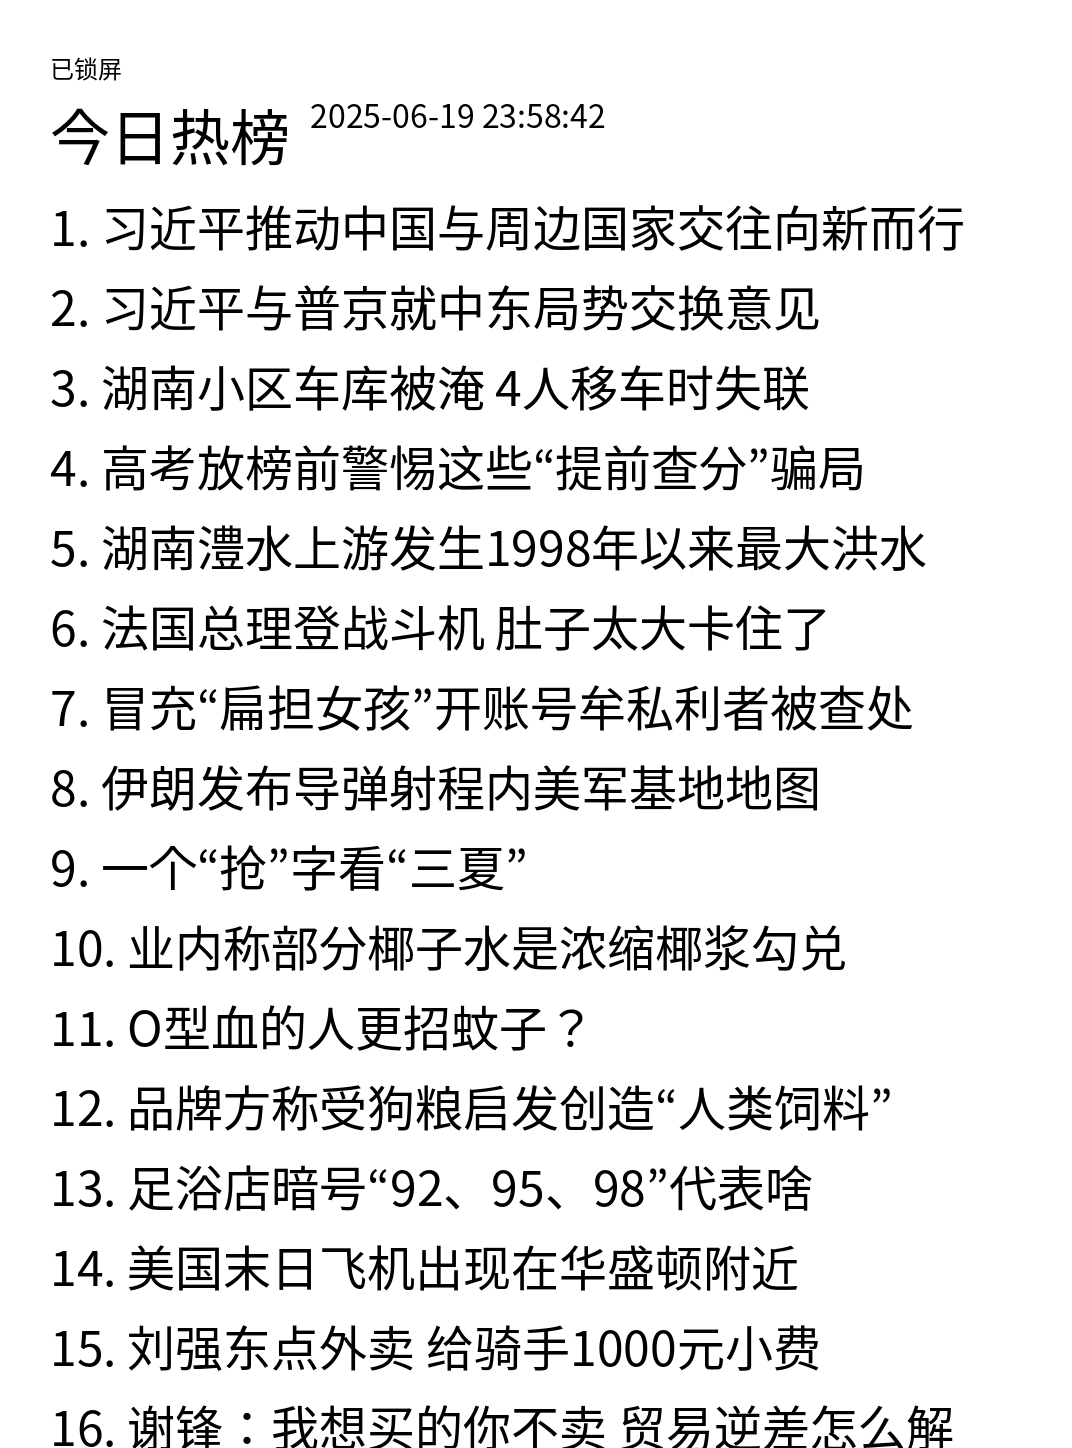 已锁屏
今日热榜 2025-06-19 23:58:42
1. 习近平推动中国与周边国家交往向新而行
2. 习近平与普京就中东局势交换意见
3. 湖南小区车库被淹 4人移车时失联
4. 高考放榜前警惕这些“提前查分”骗局
5. 湖南澧水上游发生1998年以来最大洪水
6. 法国总理登战斗机 肚子太大卡住了
7. 冒充“扁担女孩”开账号牟私利者被查处
8. 伊朗发布导弹射程内美军基地地图
9. 一个“抢”字看“三夏”
10. 业内称部分椰子水是浓缩椰浆勾兑
11. O型血的人更招蚊子？
12. 品牌方称受狗粮启发创造“人类饲料”
13. 足浴店暗号“92、95、98”代表啥
14. 美国末日飞机出现在华盛顿附近
15. 刘强东点外卖 给骑手1000元小费
16. 谢锋：我想买的你不卖 贸易逆差怎么解